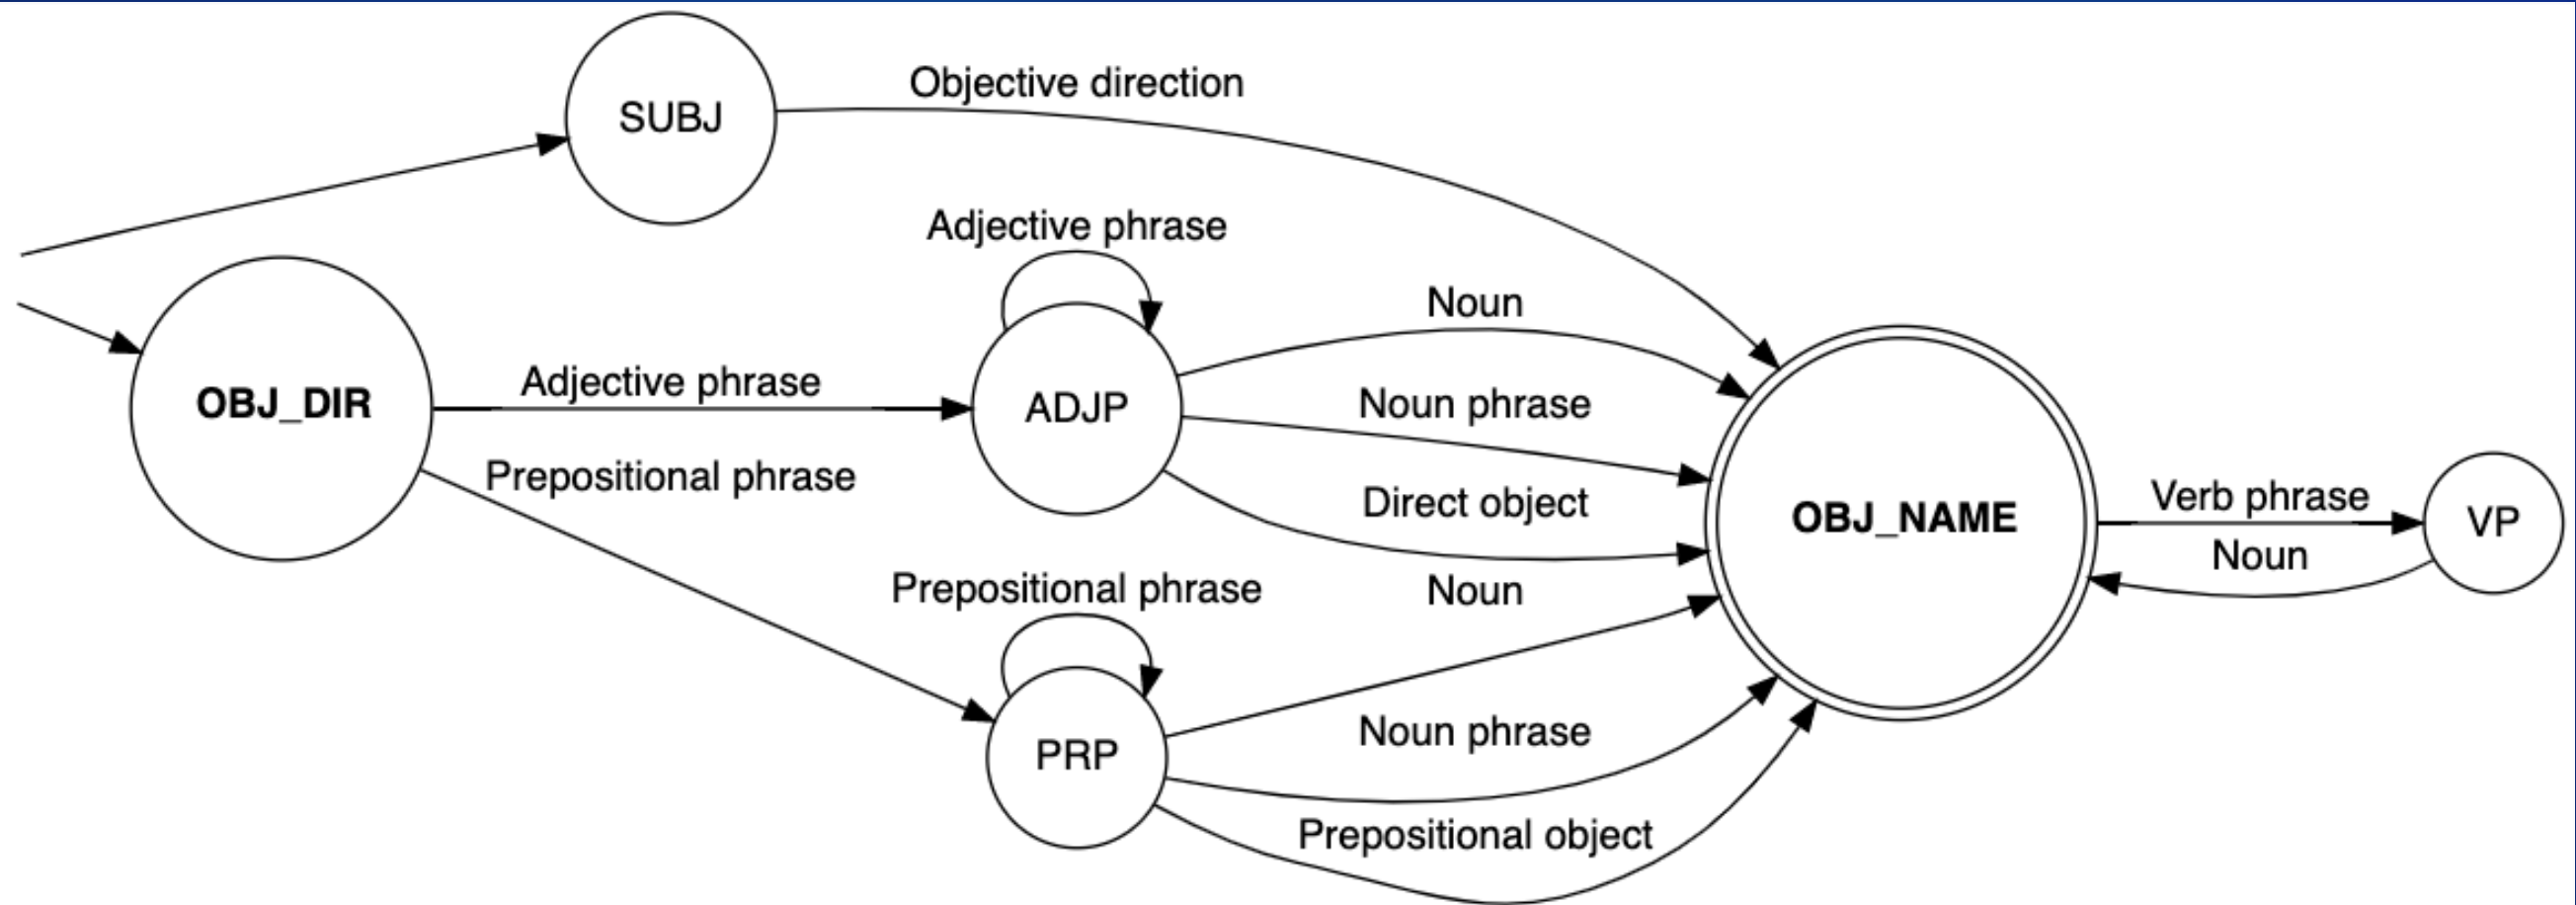 SUBJ
Objective direction
Adjective phrase
Noun
OBJ_DIR
Adjective phrase
ADJP
Noun phrase
Prepositional phrase
Direct object
OBJ_NAME
Verb phrase
VP
Noun
Prepositional phrase
Noun
PRP
Noun phrase
Prepositional object